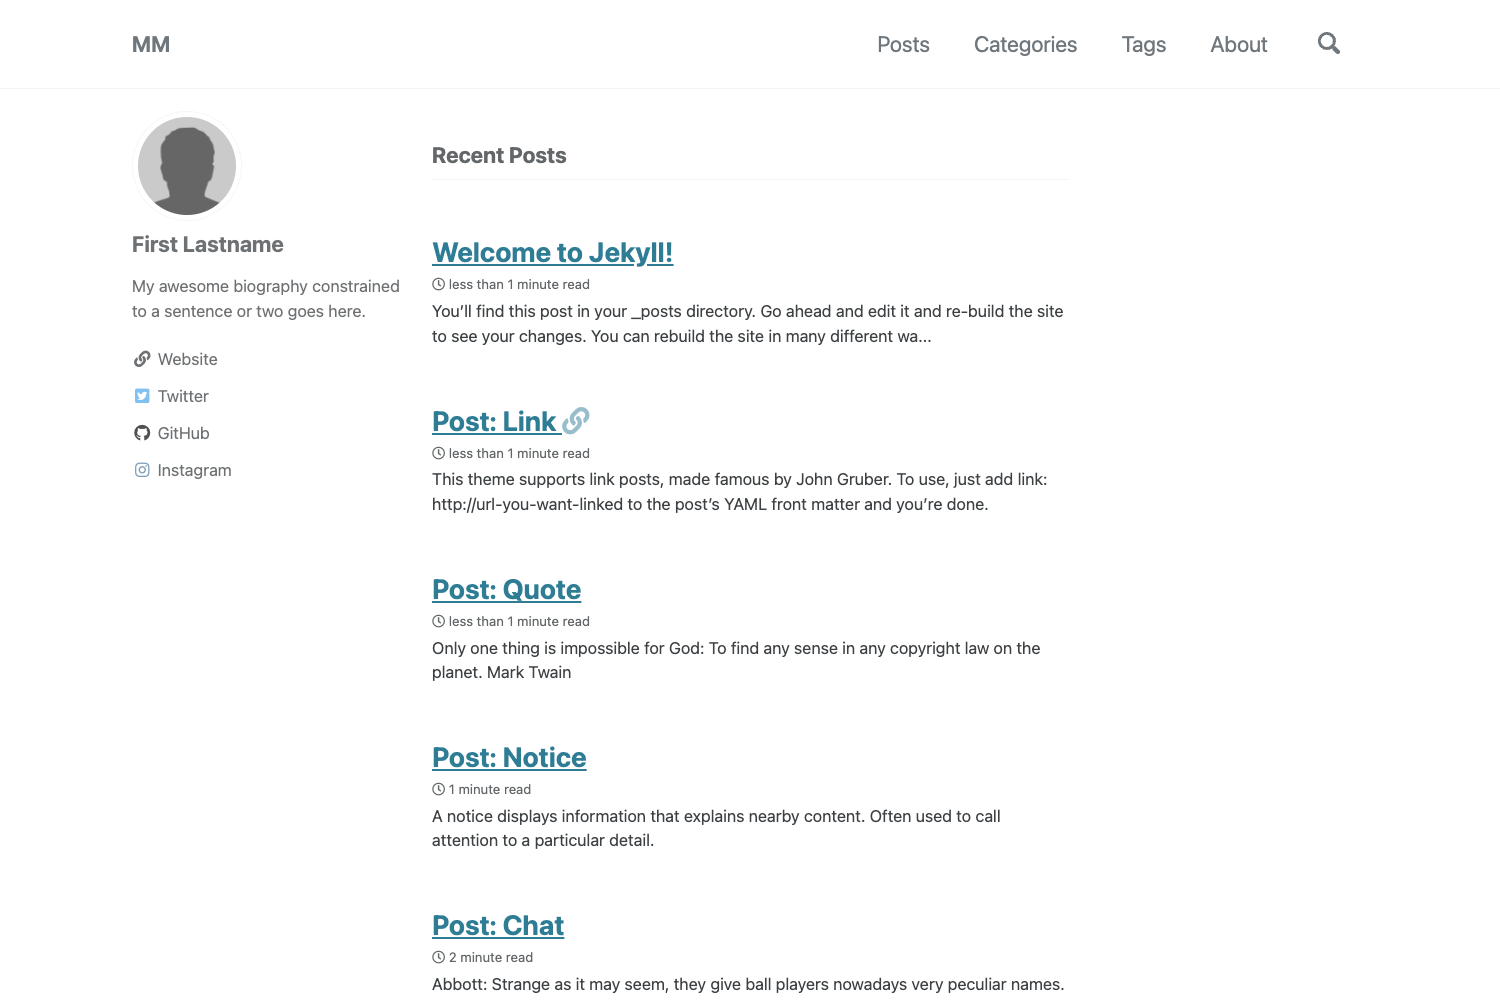 MM
Posts
Categories
Tags
About
First Lastname
My awesome biography constrained
to a sentence or two goes here.
Website
Twitter
GitHub
Instagram
Recent Posts
Welcome to Jekyll!
less than 1 minute read
You’ll find this post in your _posts directory. Go ahead and edit it and re-build the site
to see your changes. You can rebuild the site in many different wa...
Post: Link
less than 1 minute read
This theme supports link posts, made famous by John Gruber. To use, just add link:
http://url-you-want-linked to the post’s YAML front matter and you’re done.
Post: Quote
less than 1 minute read
Only one thing is impossible for God: To find any sense in any copyright law on the
planet. Mark Twain
Post: Notice
1 minute read
A notice displays information that explains nearby content. Often used to call
attention to a particular detail.
Post: Chat
2 minute read
Abbott: Strange as it may seem, they give ball players nowadays very peculiar names.